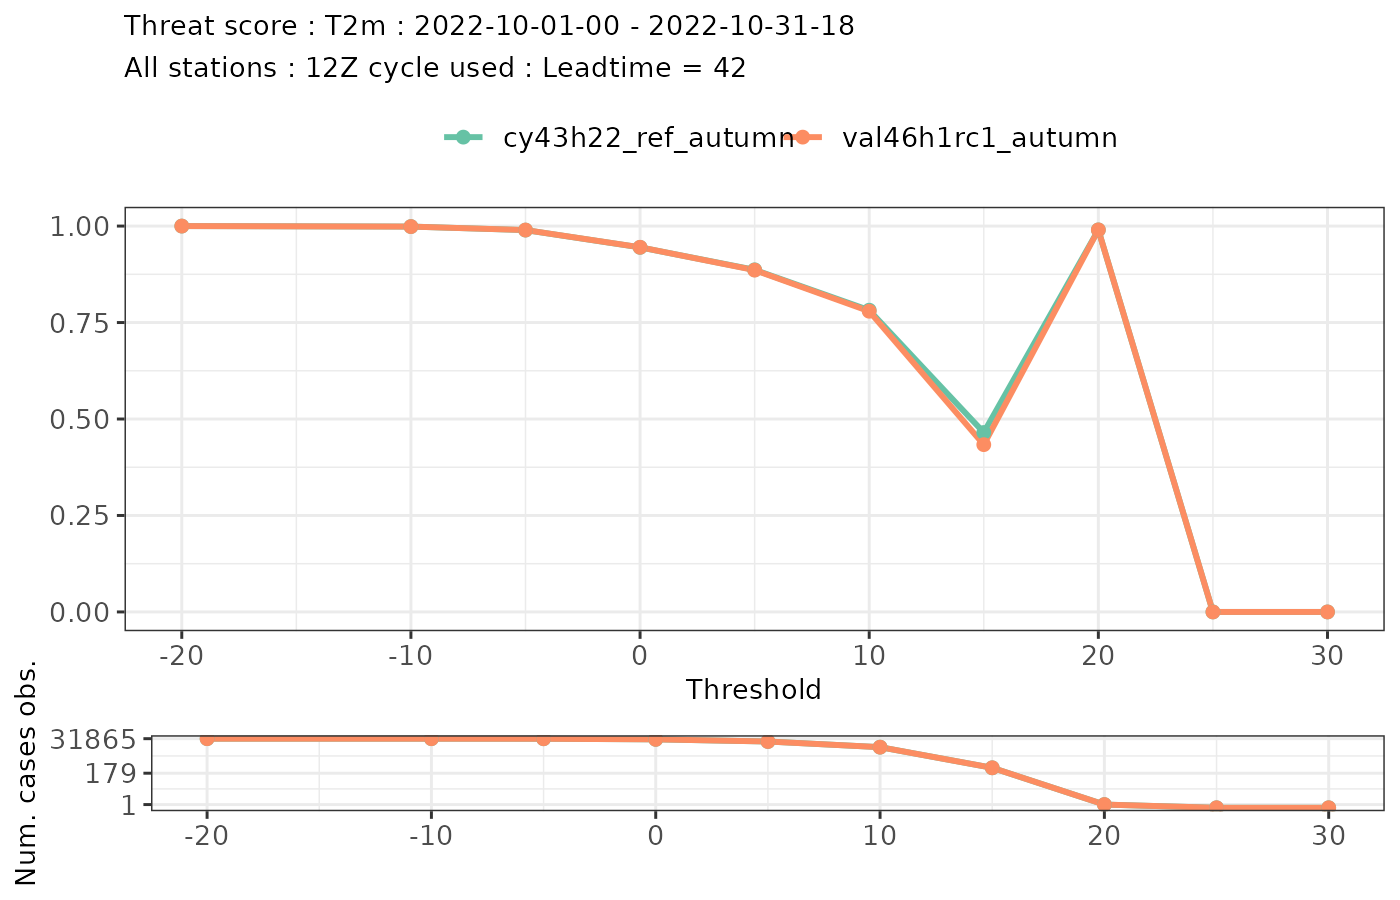 Threat score : T2m : 2022-10-01-00 - 2022-10-31-18
All stations : 12Z cycle used : Leadtime = 42
cy43h22_ref_autumn val46h1rc1_autumn
1.00
0.75
0.50
0.25
0.00
-20 -10 0 10 20 30
Threshold
Num. cases obs.
31865
179
1
-20 -10 0 10 20 30